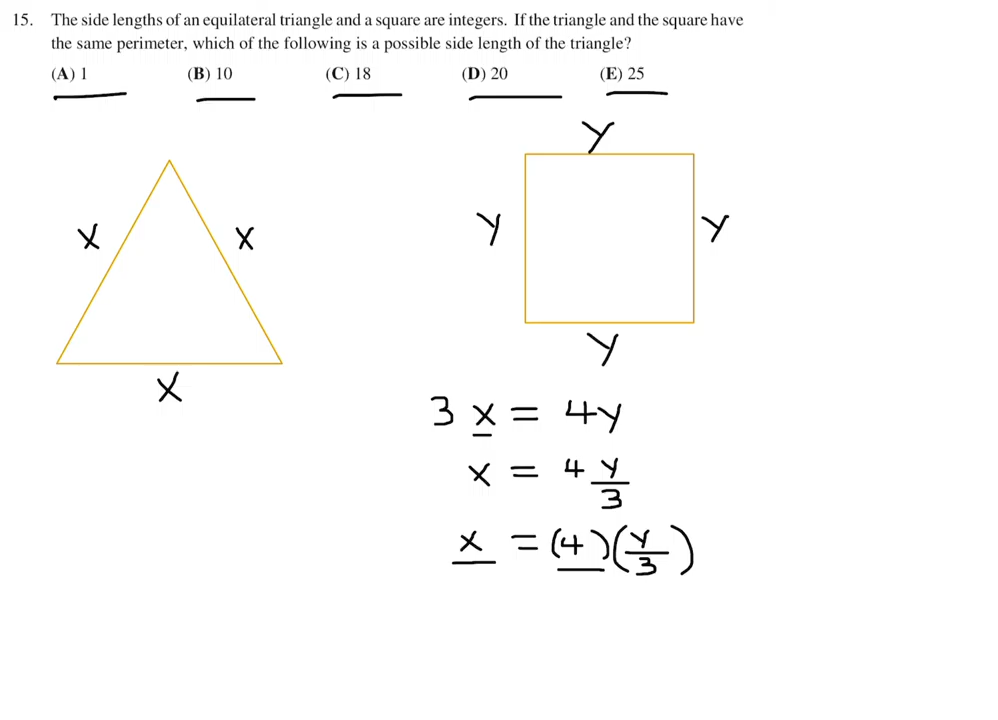 15. The side lengths of an equilateral triangle and a square are integers. If the triangle and the square have
the same perimeter, which of the following is a possible side length of the triangle?
(A) 1 (B) 10 (C) 18 (D) 20 (E) 25
y
x x y y
y
x
3 x = 4y
x = 4 y/3
x = (4)(y/3)